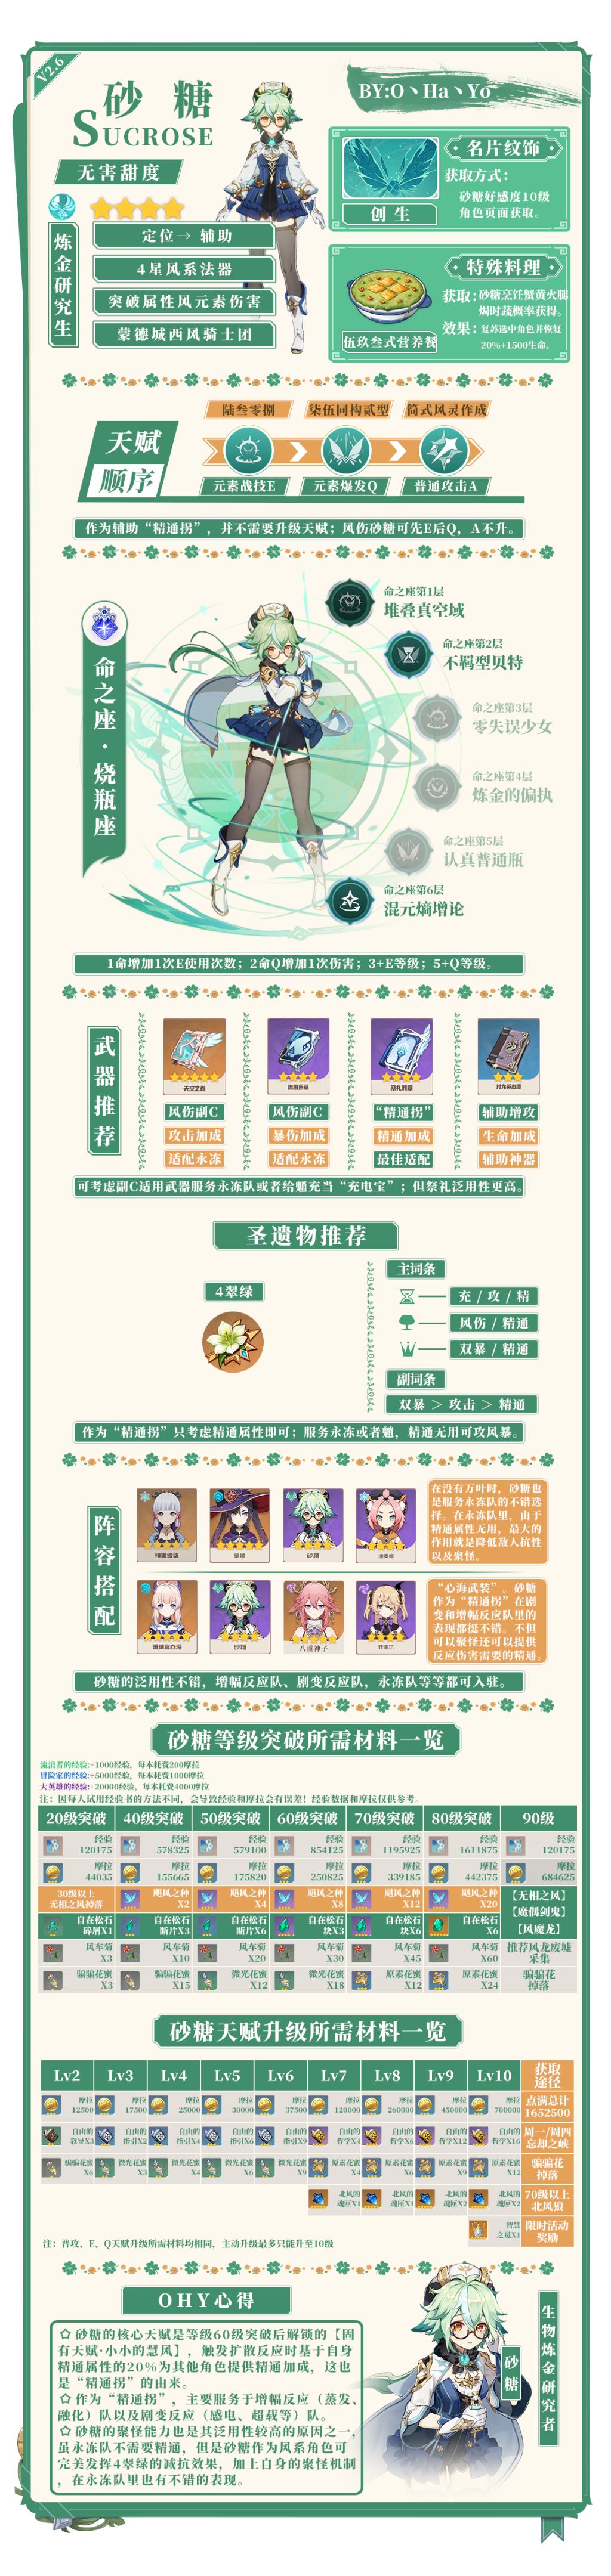 V2.6
砂糖
SUCROSE
BY:O丶Ha丶Yo
无害甜度
炼金研究生
定位→ 辅助
4星风系法器
突破属性风元素伤害
蒙德城西风骑士团
名片纹饰
获取方式：
砂糖好感度10级
角色页面获取。
创生
特殊料理
获取：砂糖烹饪蟹黄火腿
焗时蔬概率获得。
效果：复苏选中角色并恢复
20%+1500生命。
伍玖叁式营养餐
天赋
顺序
陆叁零捌
柒伍同构贰型
简式风灵作成
元素战技E
元素爆发Q
普通攻击A
作为辅助“精通拐”，并不需要升级天赋；风伤砂糖可先E后Q，A不升。
命之座·烧瓶座
命之座第1层
堆叠真空域
命之座第2层
不羁型贝特
命之座第3层
零失误少女
命之座第4层
炼金的偏执
命之座第5层
认真普通瓶
命之座第6层
混元熵增论
1命增加1次E使用次数；2命Q增加1次伤害；3+E等级；5+Q等级。
武器推荐
天空之卷
流浪乐章
祭礼残章
讨龙英杰谭
风伤副C
风伤副C
“精通拐”
辅助增攻
攻击加成
暴伤加成
精通加成
生命加成
适配永冻
适配永冻
最佳适配
辅助神器
可考虑副C适用武器服务永冻队或者给魈充当“充电宝”；但祭礼泛用性更高。
圣遗物推荐
4翠绿
主词条
充 / 攻 / 精
风伤 / 精通
双暴 / 精通
副词条
双暴 > 攻击 > 精通
作为“精通拐”只考虑精通属性即可；服务永冻或者魈，精通无用可攻风暴。
阵容搭配
神里绫华
莫娜
砂糖
迪奥娜
在没有万叶时，砂糖也
是服务永冻队的不错选
择。在永冻队里，由于
精通属性无用，最大的
作用就是降低敌人抗性
以及聚怪。
珊瑚宫心海
砂糖
八重神子
菲谢尔
“心海武装”。砂糖
作为“精通拐”在剧
变和增幅反应队里的
表现都挺不错。不但
可以聚怪还可以提供
反应伤害需要的精通。
砂糖的泛用性不错，增幅反应队、剧变反应队，永冻队等等都可入驻。
砂糖等级突破所需材料一览
流浪者的经验:+1000经验，每本耗费200摩拉
冒险家的经验:+5000经验，每本耗费1000摩拉
大英雄的经验:+20000经验，每本耗费4000摩拉
注：因每人试用经验书的方法不同，会导致经验和摩拉会有误差！经验数据和摩拉仅供参考。
20级突破 40级突破 50级突破 60级突破 70级突破 80级突破 90级
经验 经验 经验 经验 经验 经验 经验
120175 578325 579100 854125 1195925 1611875 120175
摩拉 摩拉 摩拉 摩拉 摩拉 摩拉 摩拉
44035 155665 175820 250825 339185 442375 684625
30级以上 飓风之种 飓风之种 飓风之种 飓风之种 飓风之种 【无相之风】
无相之风掉落 X2 X4 X8 X12 X20 【魔偶剑鬼】
自在松石 自在松石 自在松石 自在松石 自在松石 自在松石 【风魔龙】
碎屑X1 断片X3 断片X6 块X3 块X6 X6
风车菊 风车菊 风车菊 风车菊 风车菊 风车菊 推荐风龙废墟
X3 X10 X20 X30 X45 X60 采集
骗骗花蜜 骗骗花蜜 微光花蜜 微光花蜜 原素花蜜 原素花蜜 骗骗花
X3 X15 X12 X18 X12 X24 掉落
砂糖天赋升级所需材料一览
Lv2 Lv3 Lv4 Lv5 Lv6 Lv7 Lv8 Lv9 Lv10 获取
途径
摩拉 摩拉 摩拉 摩拉 摩拉 摩拉 摩拉 摩拉 摩拉 点满总计
12500 17500 25000 30000 37500 120000 260000 450000 700000 1652500
自由的 自由的 自由的 自由的 自由的 自由的 自由的 自由的 自由的 周一/周四
教导X3 指引X2 指引X4 指引X6 指引X9 哲学X4 哲学X6 哲学X12 哲学X16 忘却之峡
骗骗花蜜 微光花蜜 微光花蜜 微光花蜜 微光花蜜 原素花蜜 原素花蜜 原素花蜜 原素花蜜 骗骗花
X6 X3 X4 X6 X9 X4 X6 X9 X12 掉落
北风的 北风的 北风的 北风的 70级以上
魂匣X1 魂匣X1 魂匣X2 魂匣X2 北风狼
智慧 限时活动
之冕X1 奖励
注：普攻、E、Q天赋升级所需材料均相同，主动升级最多只能升至10级
OHY心得
✩砂糖的核心天赋是等级60级突破后解锁的【固
有天赋·小小的慧风】，触发扩散反应时基于自身
精通属性的20%为其他角色提供精通加成，这也
是“精通拐”的由来。
✩作为“精通拐”，主要服务于增幅反应（蒸发、
融化）队以及剧变反应（感电、超载等）队。
✩砂糖的聚怪能力也是其泛用性较高的原因之一，
虽永冻队不需要精通，但是砂糖作为风系角色可
完美发挥4翠绿的减抗效果，加上自身的聚怪机制
，在永冻队里也有不错的表现。
砂糖
生物炼金研究者